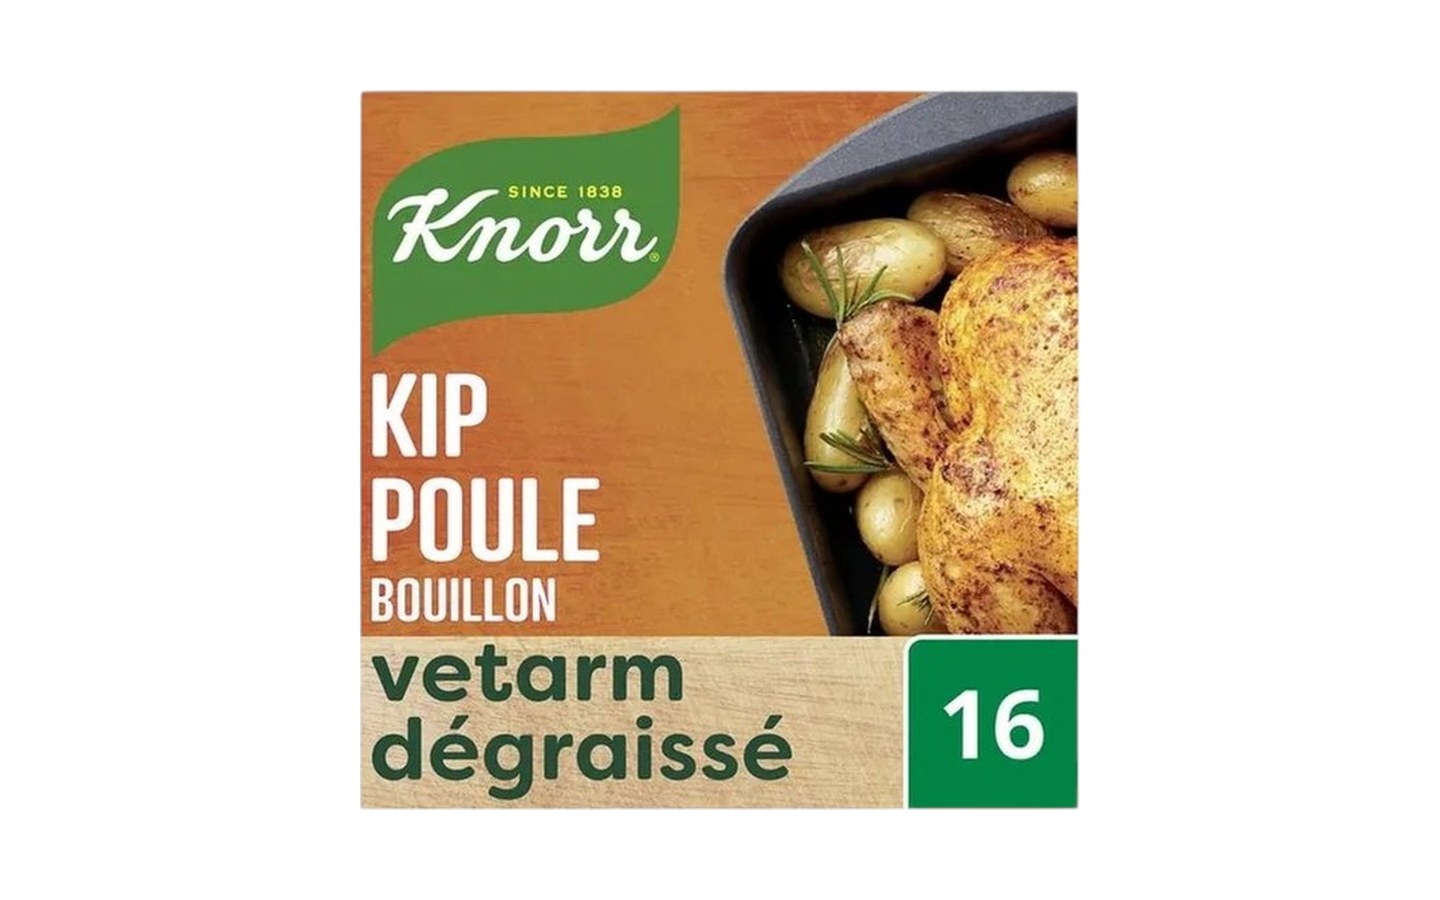 SINCE 1838
Knorr®
KIP
POULE
BOUILLON
vetarm
dégraissé
16